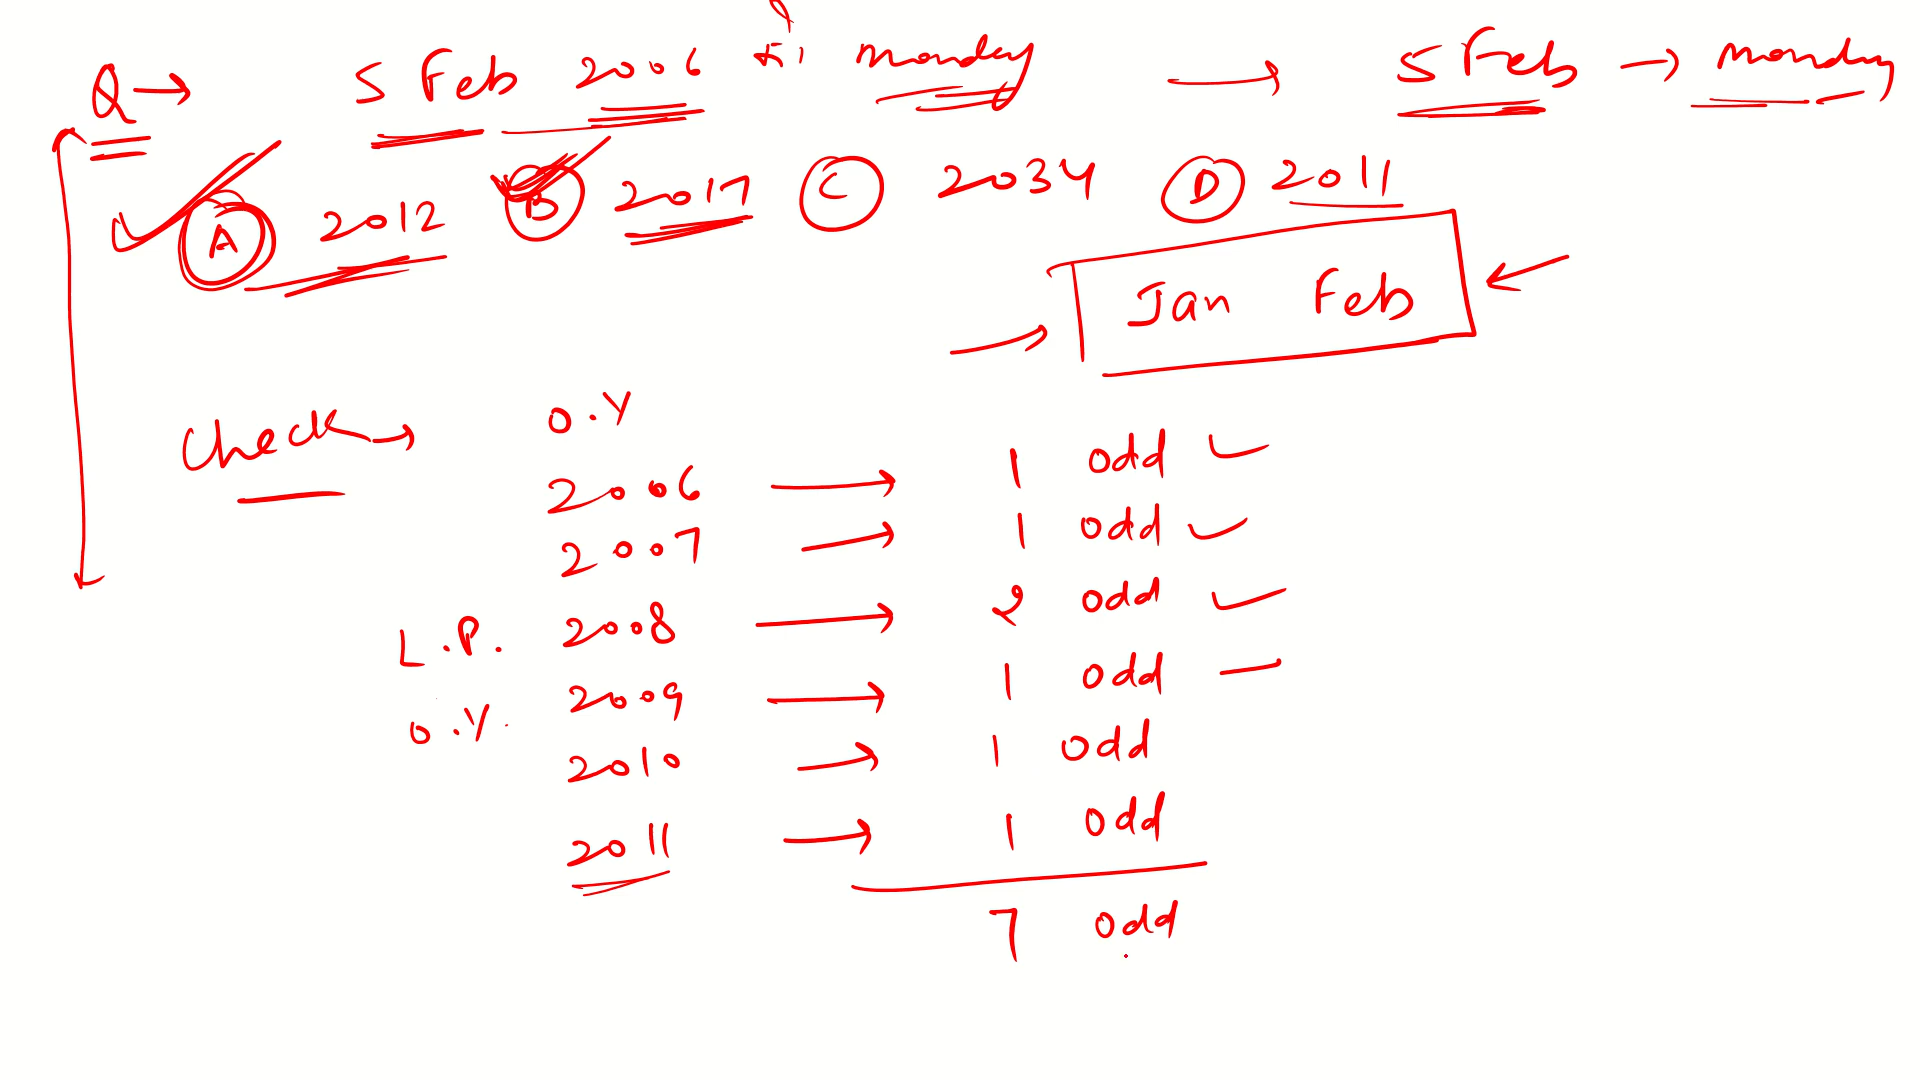 Q → 5 Feb 2006 को monday → 5 Feb → monday
A 2012 B 2017 C 2034 D 2011
Jan Feb
Check → O.Y
2006 → 1 odd
2007 → 1 odd
L.P. 2008 → 2 odd
O.Y. 2009 → 1 odd
2010 → 1 odd
2011 → 1 odd
7 odd